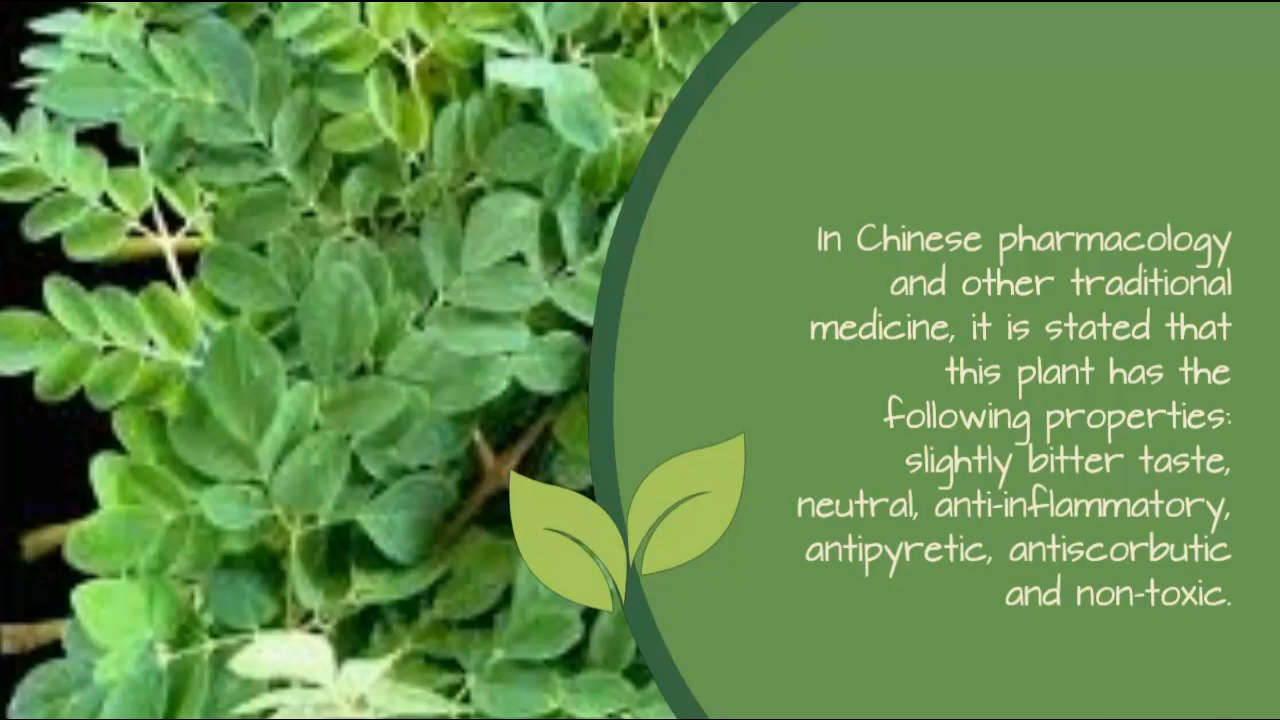 In Chinese pharmacology
and other traditional
medicine, it is stated that
this plant has the
following properties:
slightly bitter taste,
neutral, anti-inflammatory,
antipyretic, antiscorbutic
and non-toxic.